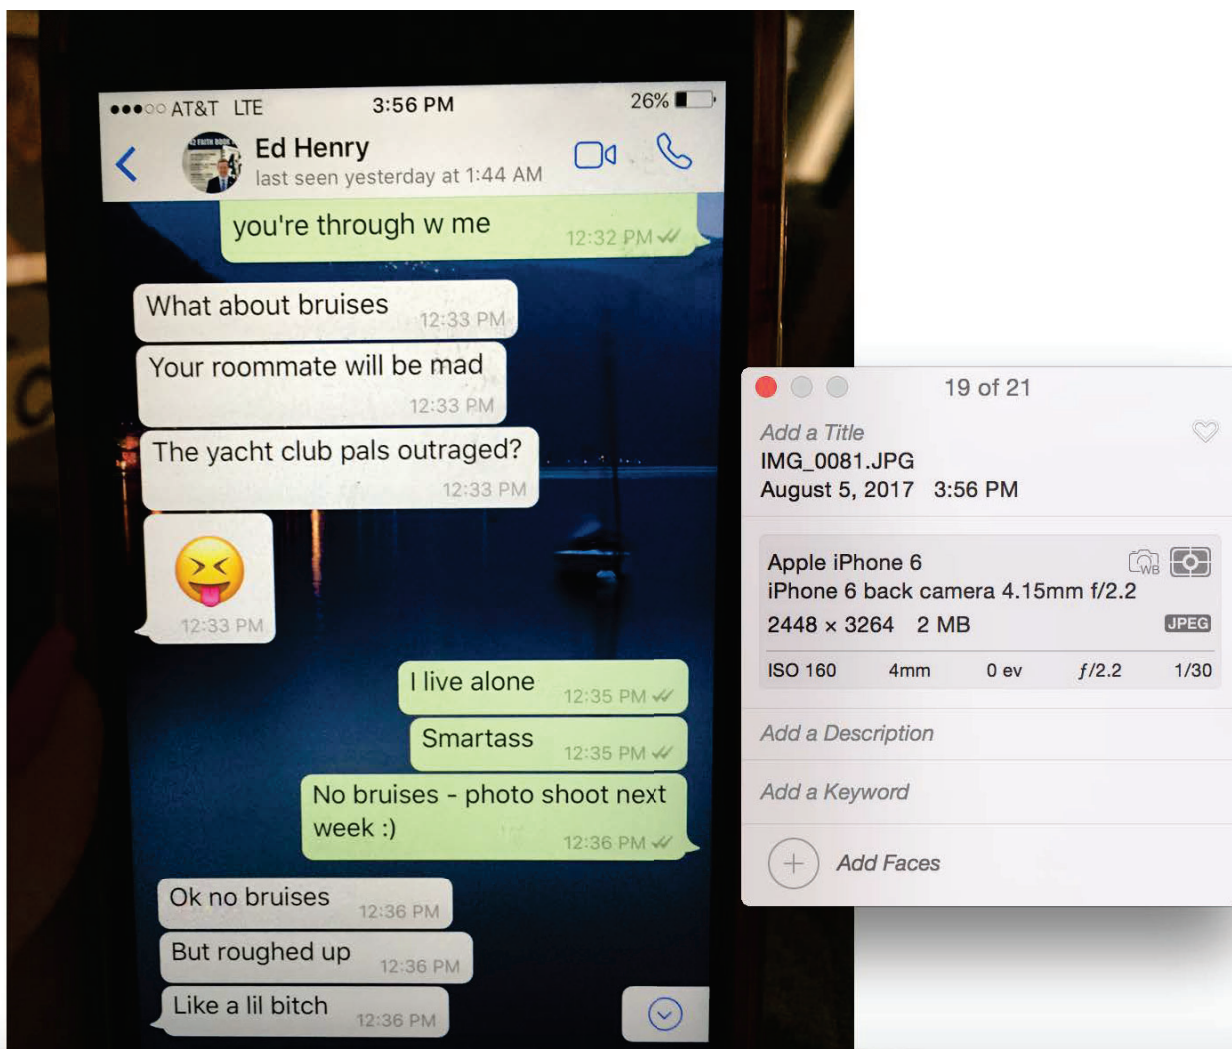 AT&T LTE 3:56 PM 26%
Ed Henry
last seen yesterday at 1:44 AM
you're through w me
12:32 PM
What about bruises
12:33 PM
Your roommate will be mad
12:33 PM
The yacht club pals outraged?
12:33 PM
12:33 PM
I live alone
12:35 PM
Smartass
12:35 PM
No bruises - photo shoot next
week :)
12:36 PM
Ok no bruises
12:36 PM
But roughed up
12:36 PM
Like a lil bitch
12:36 PM
19 of 21
Add a Title
IMG_0081.JPG
August 5, 2017 3:56 PM
Apple iPhone 6
WB
iPhone 6 back camera 4.15mm f/2.2
2448 × 3264 2 MB
JPEG
ISO 160 4mm 0 ev ƒ/2.2 1/30
Add a Description
Add a Keyword
Add Faces